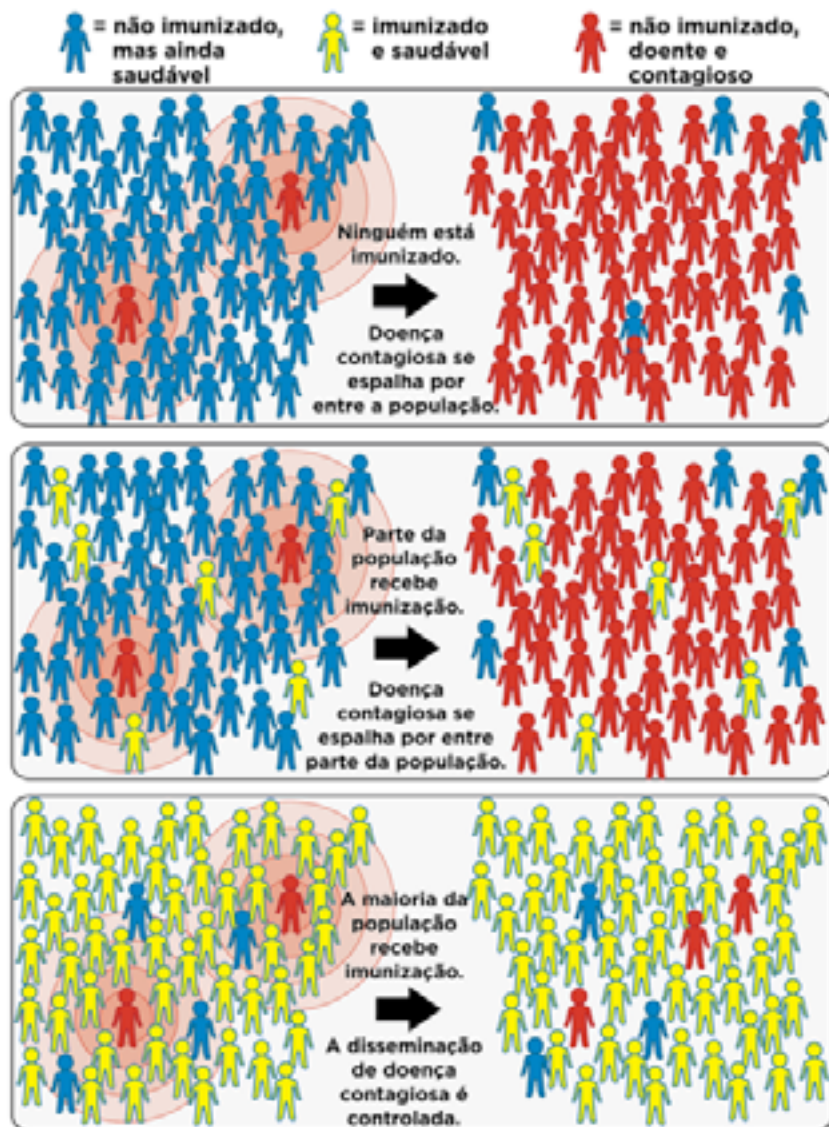 = não imunizado,
mas ainda
saudável
= imunizado
e saudável
= não imunizado,
doente e
contagioso
Ninguém está
imunizado.
Doença
contagiosa se
espalha por
entre a população.
Parte da
população
recebe
imunização.
Doença
contagiosa se
espalha por entre
parte da população.
A maioria da
população
recebe
imunização.
A disseminação
de doença
contagiosa é
controlada.